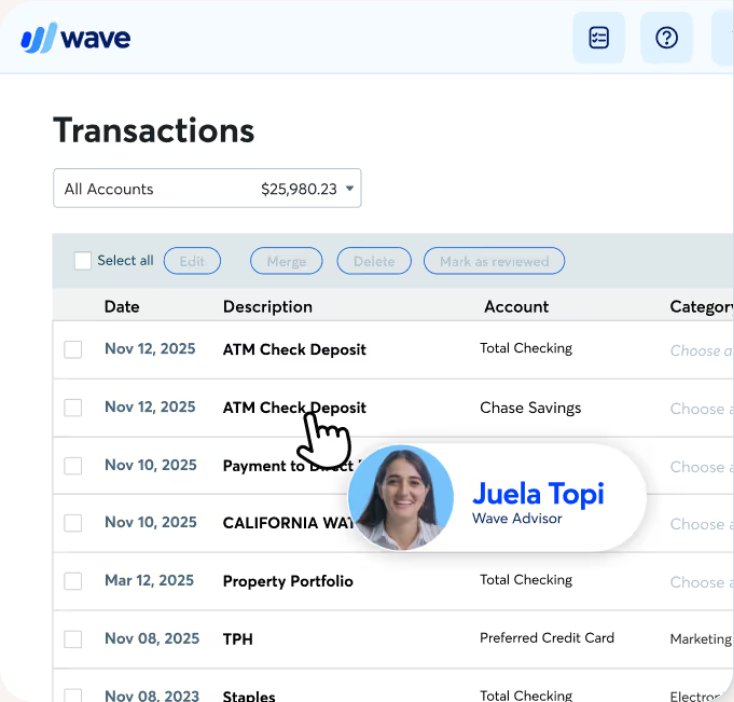 wave
Transactions
All Accounts $25,980.23
Select all Edit Merge Delete Mark as reviewed
Date Description Account Category
Nov 12, 2025 ATM Check Deposit Total Checking Choose a
Nov 12, 2025 ATM Check Deposit Chase Savings Choose a
Nov 10, 2025 Payment to Choose a
Juela Topi
Wave Advisor
Nov 10, 2025 CALIFORNIA Choose a
Mar 12, 2025 Property Portfolio Total Checking Choose a
Nov 08, 2025 TPH Preferred Credit Card Marketing
Nov 08, 2023 Staples Total Checking